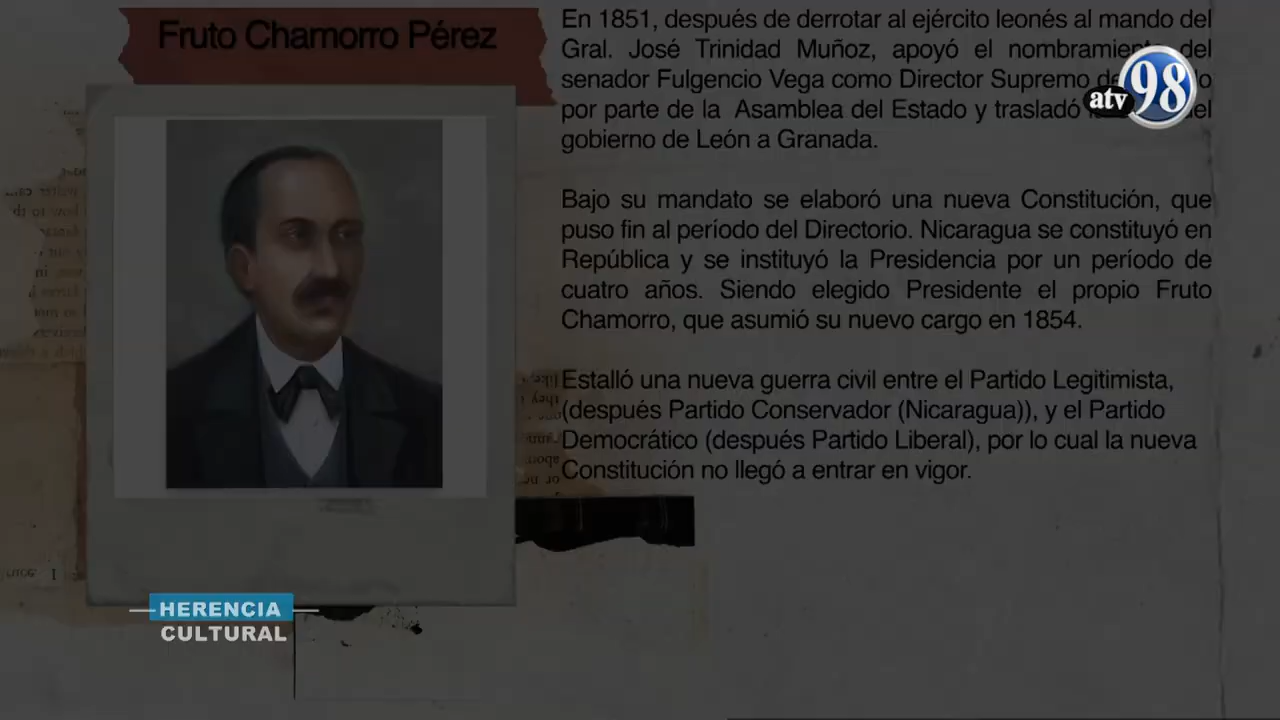 Fruto Chamorro Pérez
En 1851, después de derrotar al ejército leonés al mando del
Gral. José Trinidad Muñoz, apoyó el nombramiento del
senador Fulgencio Vega como Director Supremo
por parte de la Asamblea del Estado y trasladó
gobierno de León a Granada.
Bajo su mandato se elaboró una nueva Constitución, que
puso fin al período del Directorio. Nicaragua se constituyó en
República y se instituyó la Presidencia por un período de
cuatro años. Siendo elegido Presidente el propio Fruto
Chamorro, que asumió su nuevo cargo en 1854.
Estalló una nueva guerra civil entre el Partido Legitimista,
(después Partido Conservador (Nicaragua)), y el Partido
Democrático (después Partido Liberal), por lo cual la nueva
Constitución no llegó a entrar en vigor.
atv 98
HERENCIA
CULTURAL